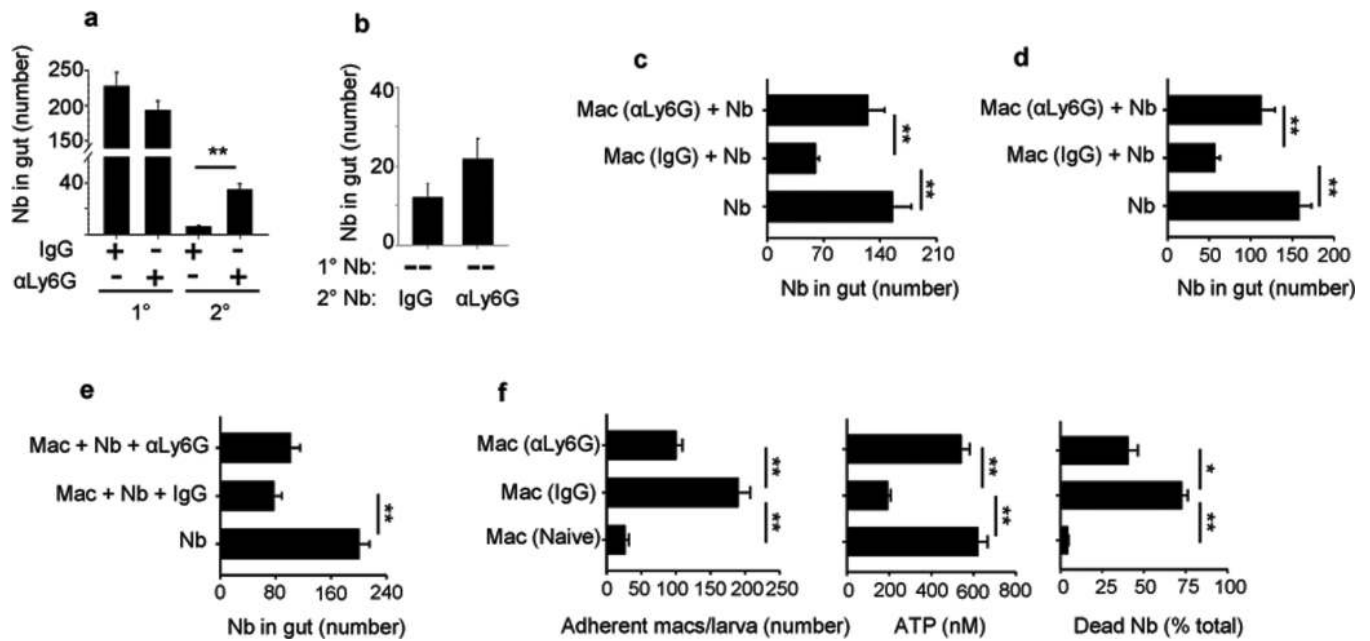 a
Nb in gut (number)
250
200
150
40
**
IgG + - + -
αLy6G - + - +
1° 2°
b
Nb in gut (number)
40
20
0
1° Nb: -- --
2° Nb: IgG αLy6G
c
Mac (αLy6G) + Nb
Mac (IgG) + Nb
Nb
**
**
0 70 140 210
Nb in gut (number)
d
Mac (αLy6G) + Nb
Mac (IgG) + Nb
Nb
**
**
0 50 100 150 200
Nb in gut (number)
e
Mac + Nb + αLy6G
Mac + Nb + IgG
Nb
**
0 80 160 240
Nb in gut (number)
f
Mac (αLy6G)
Mac (IgG)
Mac (Naive)
**
**
0 50 100 150 200 250
Adherent macs/larva (number)
**
**
0 200 400 600 800
ATP (nM)
*
**
0 25 50 75 100
Dead Nb (% total)